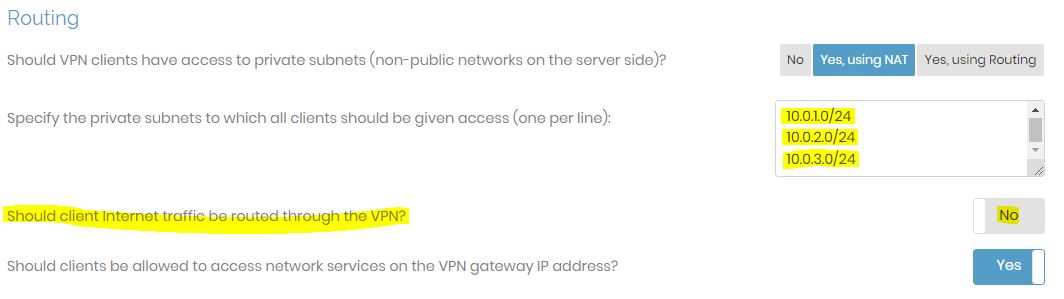 Routing
Should VPN clients have access to private subnets (non-public networks on the server side)? No Yes, using NAT Yes, using Routing
Specify the private subnets to which all clients should be given access (one per line):
10.0.1.0/24
10.0.2.0/24
10.0.3.0/24
Should client Internet traffic be routed through the VPN? No
Should clients be allowed to access network services on the VPN gateway IP address? Yes